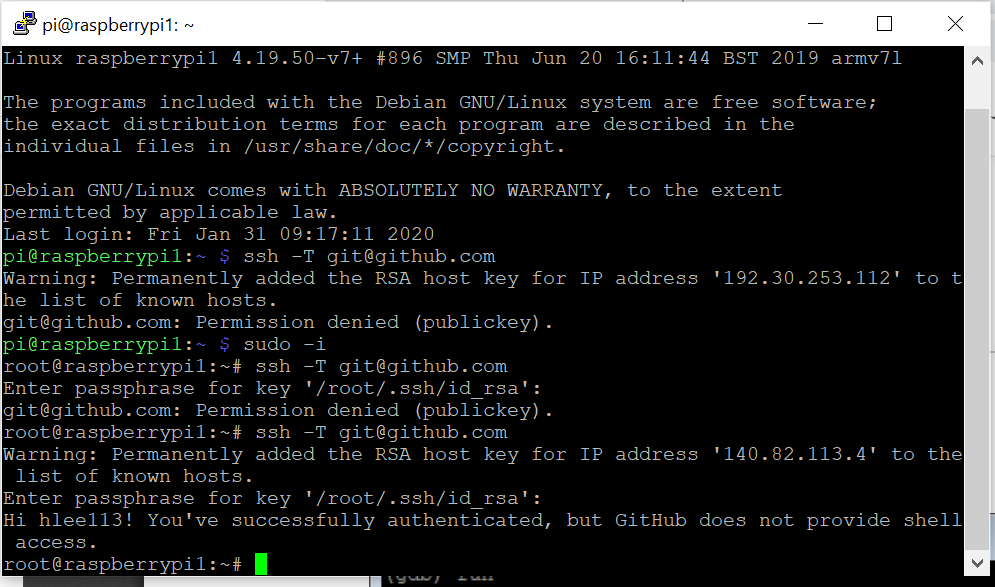 pi@raspberrypi1: ~
Linux raspberrypi1 4.19.50-v7+ #896 SMP Thu Jun 20 16:11:44 BST 2019 armv7l
The programs included with the Debian GNU/Linux system are free software;
the exact distribution terms for each program are described in the
individual files in /usr/share/doc/*/copyright.
Debian GNU/Linux comes with ABSOLUTELY NO WARRANTY, to the extent
permitted by applicable law.
Last login: Fri Jan 31 09:17:11 2020
pi@raspberrypi1:~ $ ssh -T git@github.com
Warning: Permanently added the RSA host key for IP address '192.30.253.112' to t
he list of known hosts.
git@github.com: Permission denied (publickey).
pi@raspberrypi1:~ $ sudo -i
root@raspberrypi1:~# ssh -T git@github.com
Enter passphrase for key '/root/.ssh/id_rsa':
git@github.com: Permission denied (publickey).
root@raspberrypi1:~# ssh -T git@github.com
Warning: Permanently added the RSA host key for IP address '140.82.113.4' to the
 list of known hosts.
Enter passphrase for key '/root/.ssh/id_rsa':
Hi hlee113! You've successfully authenticated, but GitHub does not provide shell
 access.
root@raspberrypi1:~#
(gdb) run